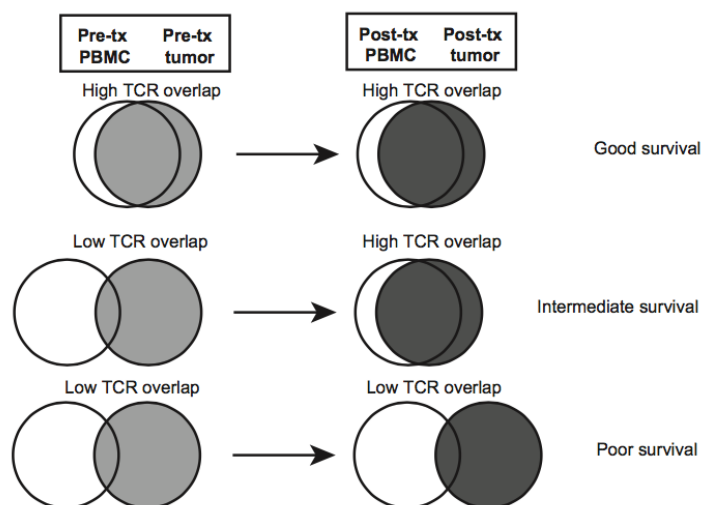 Pre-tx Pre-tx
PBMC tumor
Post-tx Post-tx
PBMC tumor
High TCR overlap
High TCR overlap
Good survival
Low TCR overlap
High TCR overlap
Intermediate survival
Low TCR overlap
Low TCR overlap
Poor survival